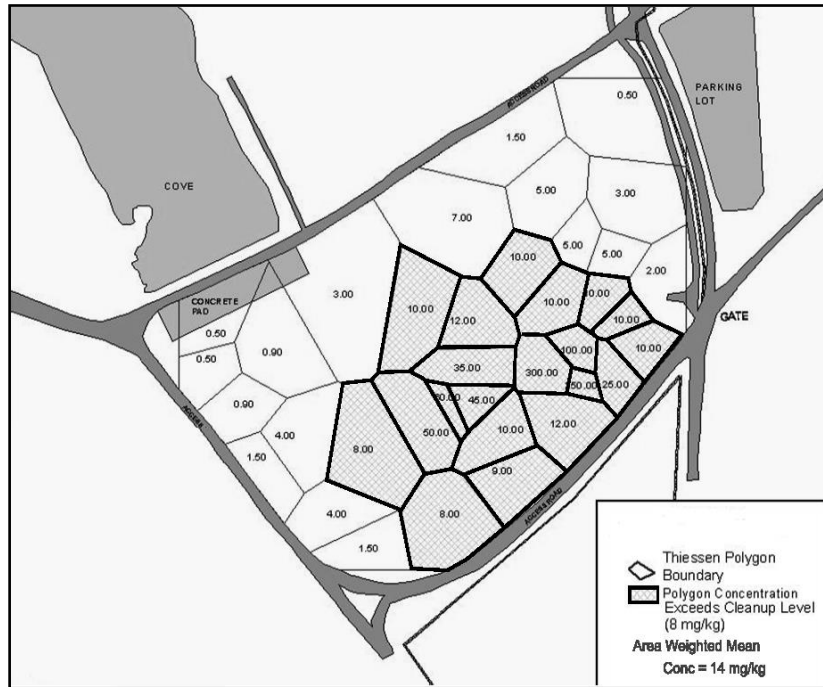 0.50
PARKING
LOT
ACCESS ROAD
1.50
COVE
5.00
3.00
7.00
5.00
5.00
2.00
10.00
3.00
CONCRETE
PAD
10.00
10.00
10.00
12.00
10.00
GATE
0.50
0.50
0.90
100.00
10.00
35.00
300.00
25.00
45.00
0.90
ACCESS
4.00
50.00
10.00
12.00
8.00
1.50
9.00
4.00
8.00
ACCESS ROAD
1.50
Thiessen Polygon
Boundary
Polygon Concentration
Exceeds Cleanup Level
(8 mg/kg)
Area Weighted Mean
Conc = 14 mg/kg